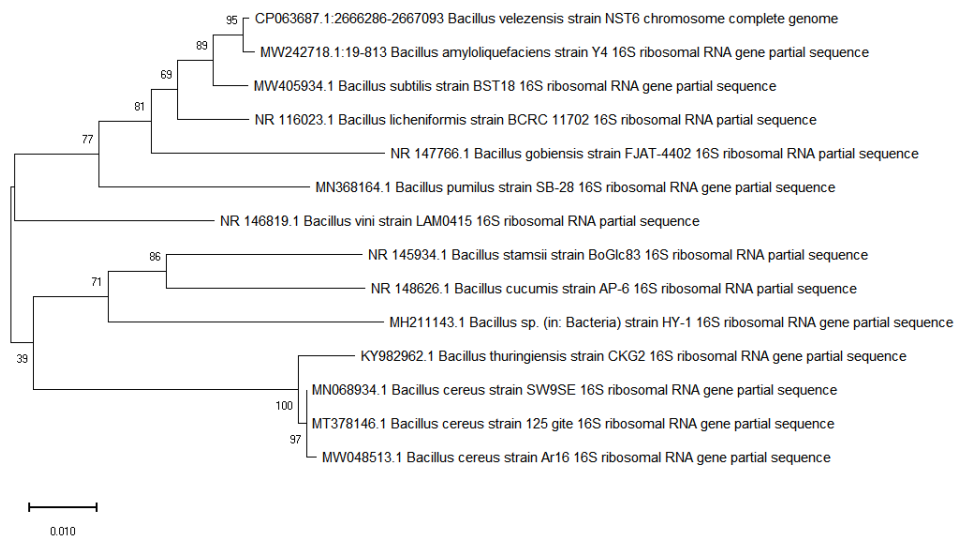 95
CP063687.1:2666286-2667093 Bacillus velezensis strain NST6 chromosome complete genome
MW242718.1:19-813 Bacillus amyloliquefaciens strain Y4 16S ribosomal RNA gene partial sequence
89
MW405934.1 Bacillus subtilis strain BST18 16S ribosomal RNA gene partial sequence
69
NR 116023.1 Bacillus licheniformis strain BCRC 11702 16S ribosomal RNA partial sequence
81
NR 147766.1 Bacillus gobiensis strain FJAT-4402 16S ribosomal RNA partial sequence
77
MN368164.1 Bacillus pumilus strain SB-28 16S ribosomal RNA gene partial sequence
NR 146819.1 Bacillus vini strain LAM0415 16S ribosomal RNA partial sequence
86
NR 145934.1 Bacillus stamsii strain BoGlc83 16S ribosomal RNA partial sequence
71
NR 148626.1 Bacillus cucumis strain AP-6 16S ribosomal RNA partial sequence
MH211143.1 Bacillus sp. (in: Bacteria) strain HY-1 16S ribosomal RNA gene partial sequence
39
KY982962.1 Bacillus thuringiensis strain CKG2 16S ribosomal RNA gene partial sequence
MN068934.1 Bacillus cereus strain SW9SE 16S ribosomal RNA gene partial sequence
100
MT378146.1 Bacillus cereus strain 125 gite 16S ribosomal RNA gene partial sequence
97
MW048513.1 Bacillus cereus strain Ar16 16S ribosomal RNA gene partial sequence
0.010